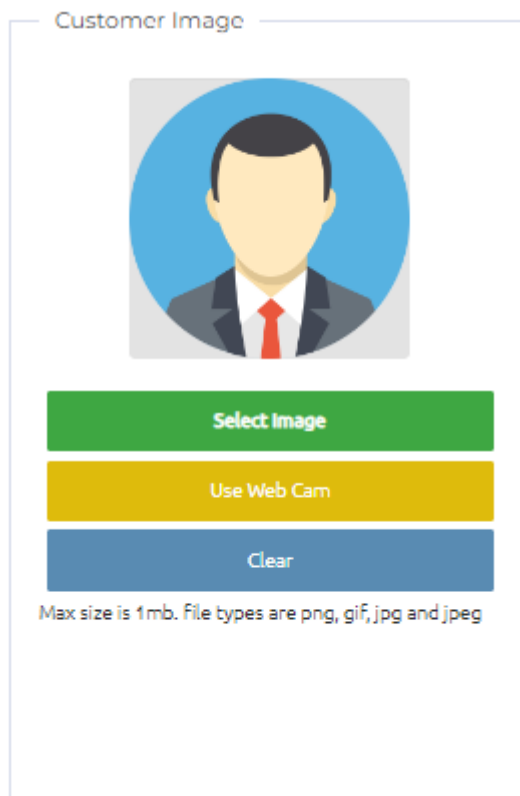 Customer Image
Select Image
Use Web Cam
Clear
Max size is 1mb. file types are png, gif, jpg and jpeg